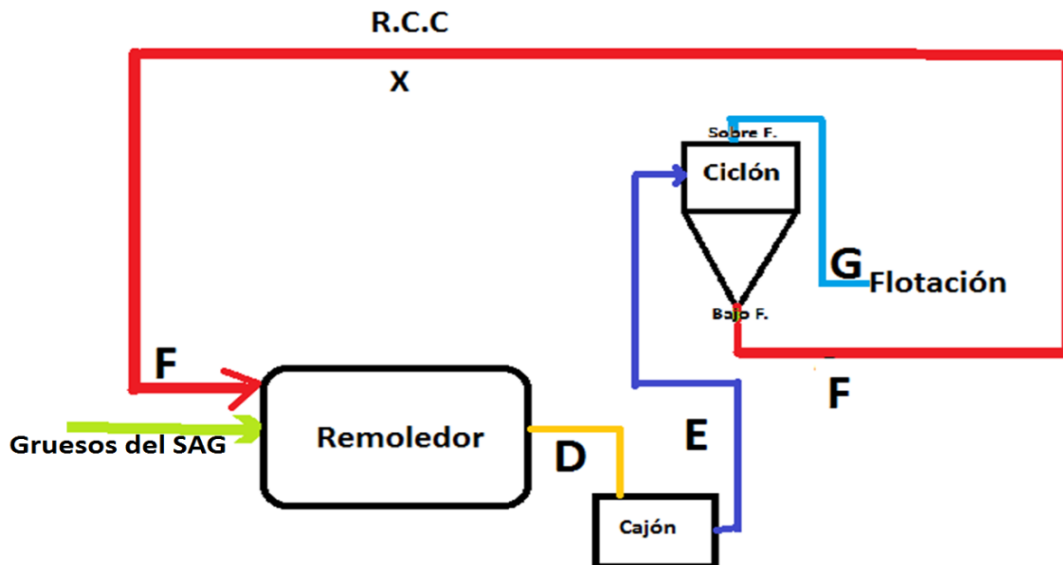 R.C.C
X
Sobre F.
Ciclón
G
Flotación
Bajo F.
F
F
Gruesos del SAG
Remoledor
D
E
Cajón